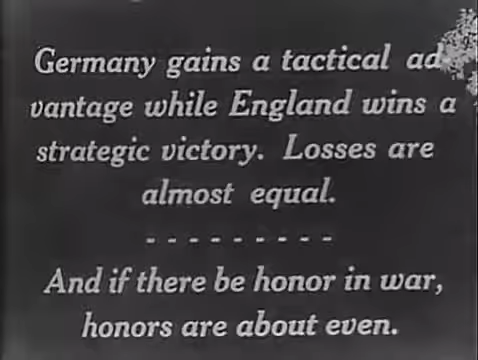 Germany gains a tactical ad-
vantage while England wins a
strategic victory. Losses are
almost equal.
- - - - - - - - -
And if there be honor in war,
honors are about even.